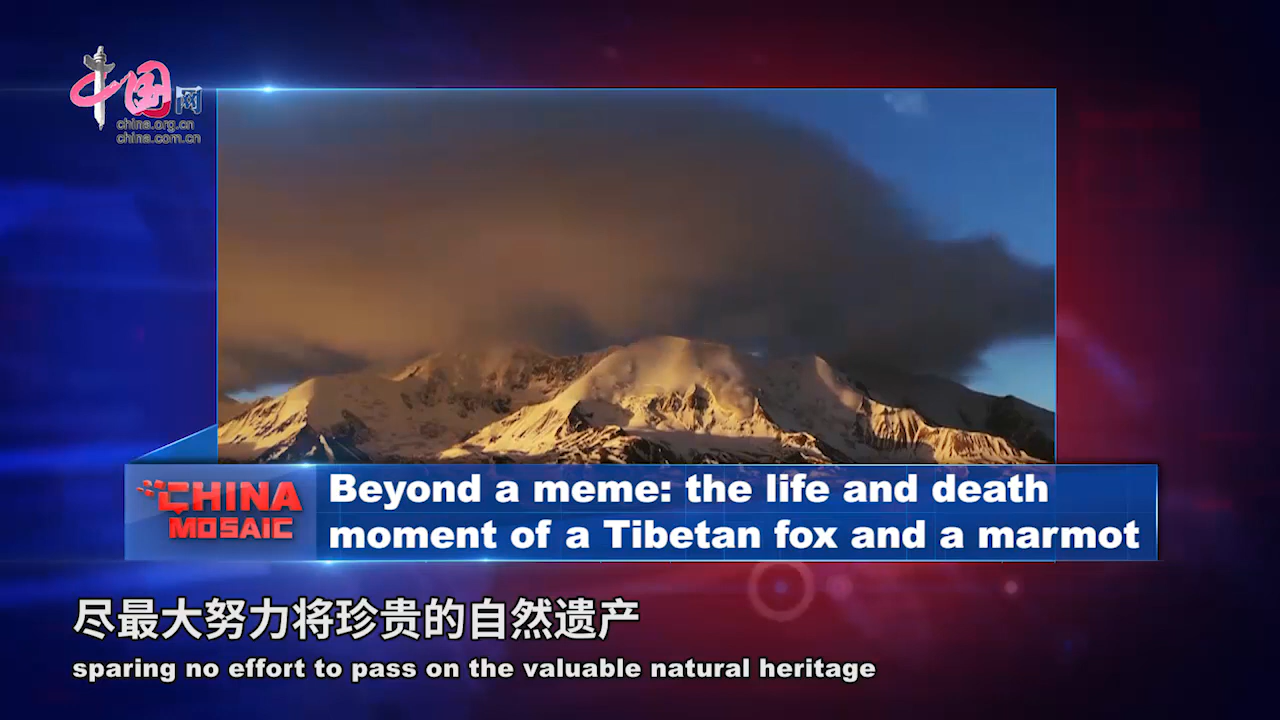 中国网
china.org.cn
china.com.cn
Beyond a meme: the life and death
moment of a Tibetan fox and a marmot
CHINA
MOSAIC
尽最大努力将珍贵的自然遗产
sparing no effort to pass on the valuable natural heritage